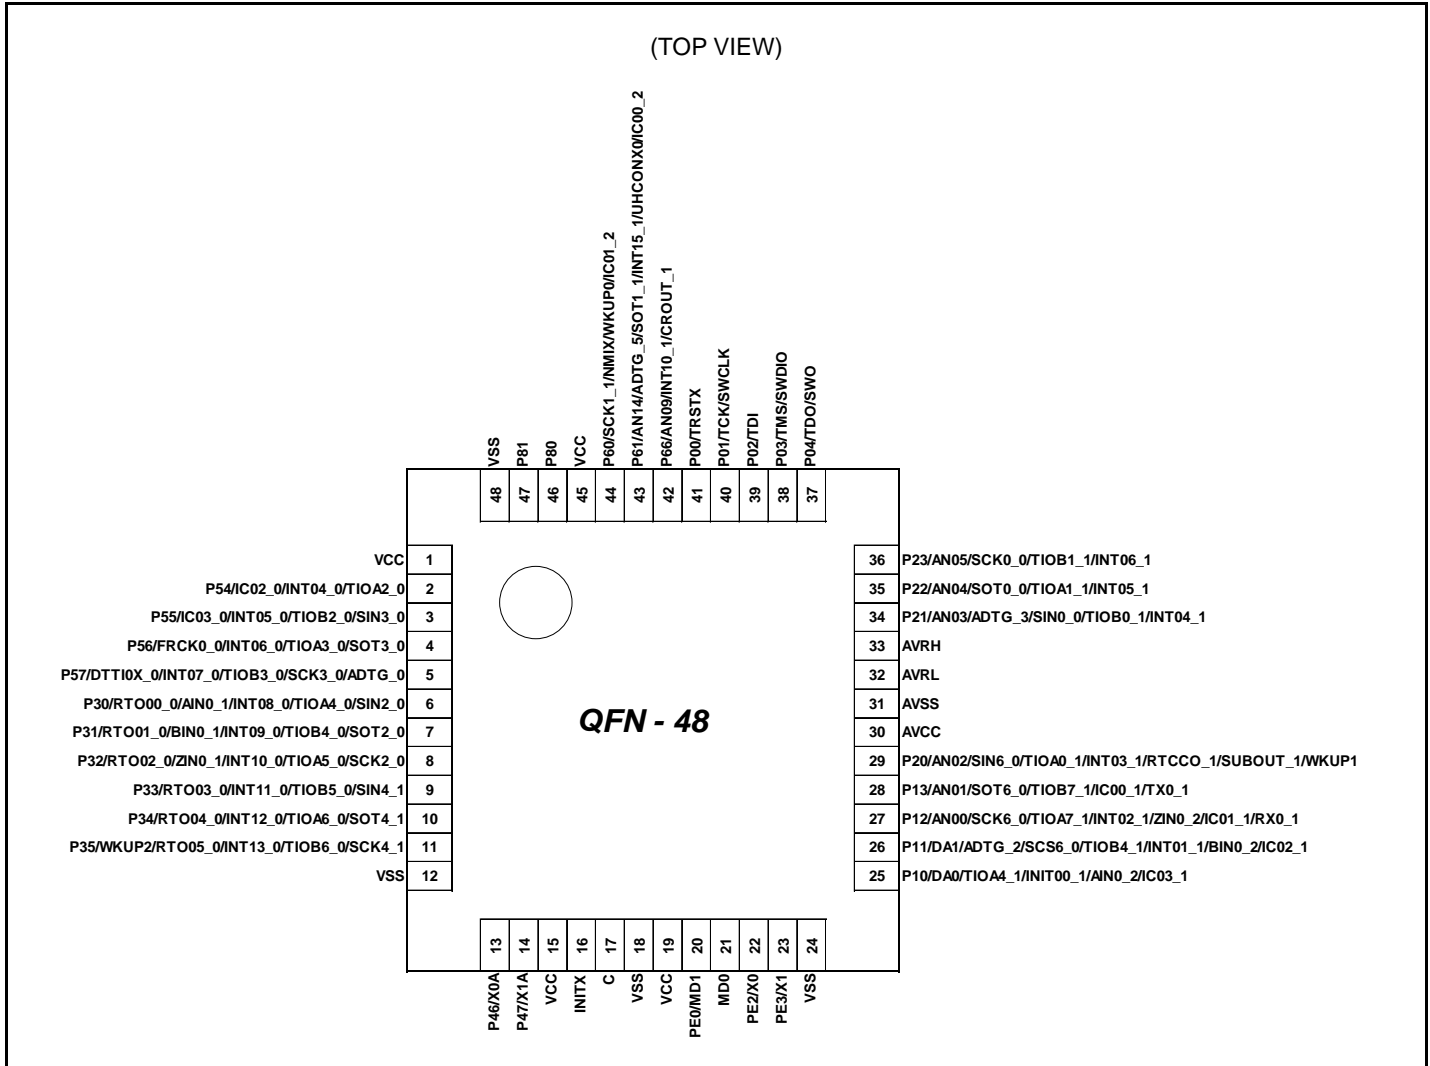 (TOP VIEW)
VSS
P81
P80
VCC
P60/SCK1_1/NMIX/WKUP0/IC01_2
P61/AN14/ADTG_5/SOT1_1/INT15_1/UHCONX0/IC00_2
P66/AN09/INT10_1/CROUT_1
P00/TRSTX
P01/TCK/SWCLK
P02/TDI
P03/TMS/SWDIO
P04/TDO/SWO
48
47
46
45
44
43
42
41
40
39
38
37
VCC 1
P54/IC02_0/INT04_0/TIOA2_0 2
P55/IC03_0/INT05_0/TIOB2_0/SIN3_0 3
P56/FRCK0_0/INT06_0/TIOA3_0/SOT3_0 4
P57/DTTI0X_0/INT07_0/TIOB3_0/SCK3_0/ADTG_0 5
P30/RTO00_0/AIN0_1/INT08_0/TIOA4_0/SIN2_0 6
P31/RTO01_0/BIN0_1/INT09_0/TIOB4_0/SOT2_0 7
P32/RTO02_0/ZIN0_1/INT10_0/TIOA5_0/SCK2_0 8
P33/RTO03_0/INT11_0/TIOB5_0/SIN4_1 9
P34/RTO04_0/INT12_0/TIOA6_0/SOT4_1 10
P35/WKUP2/RTO05_0/INT13_0/TIOB6_0/SCK4_1 11
VSS 12
QFN - 48
36 P23/AN05/SCK0_0/TIOB1_1/INT06_1
35 P22/AN04/SOT0_0/TIOA1_1/INT05_1
34 P21/AN03/ADTG_3/SIN0_0/TIOB0_1/INT04_1
33 AVRH
32 AVRL
31 AVSS
30 AVCC
29 P20/AN02/SIN6_0/TIOA0_1/INT03_1/RTCCO_1/SUBOUT_1/WKUP1
28 P13/AN01/SOT6_0/TIOB7_1/IC00_1/TX0_1
27 P12/AN00/SCK6_0/TIOA7_1/INT02_1/ZIN0_2/IC01_1/RX0_1
26 P11/DA1/ADTG_2/SCS6_0/TIOB4_1/INT01_1/BIN0_2/IC02_1
25 P10/DA0/TIOA4_1/INIT00_1/AIN0_2/IC03_1
13
14
15
16
17
18
19
20
21
22
23
24
P46/X0A
P47/X1A
VCC
INITX
C
VSS
VCC
PE0/MD1
MD0
PE2/X0
PE3/X1
VSS